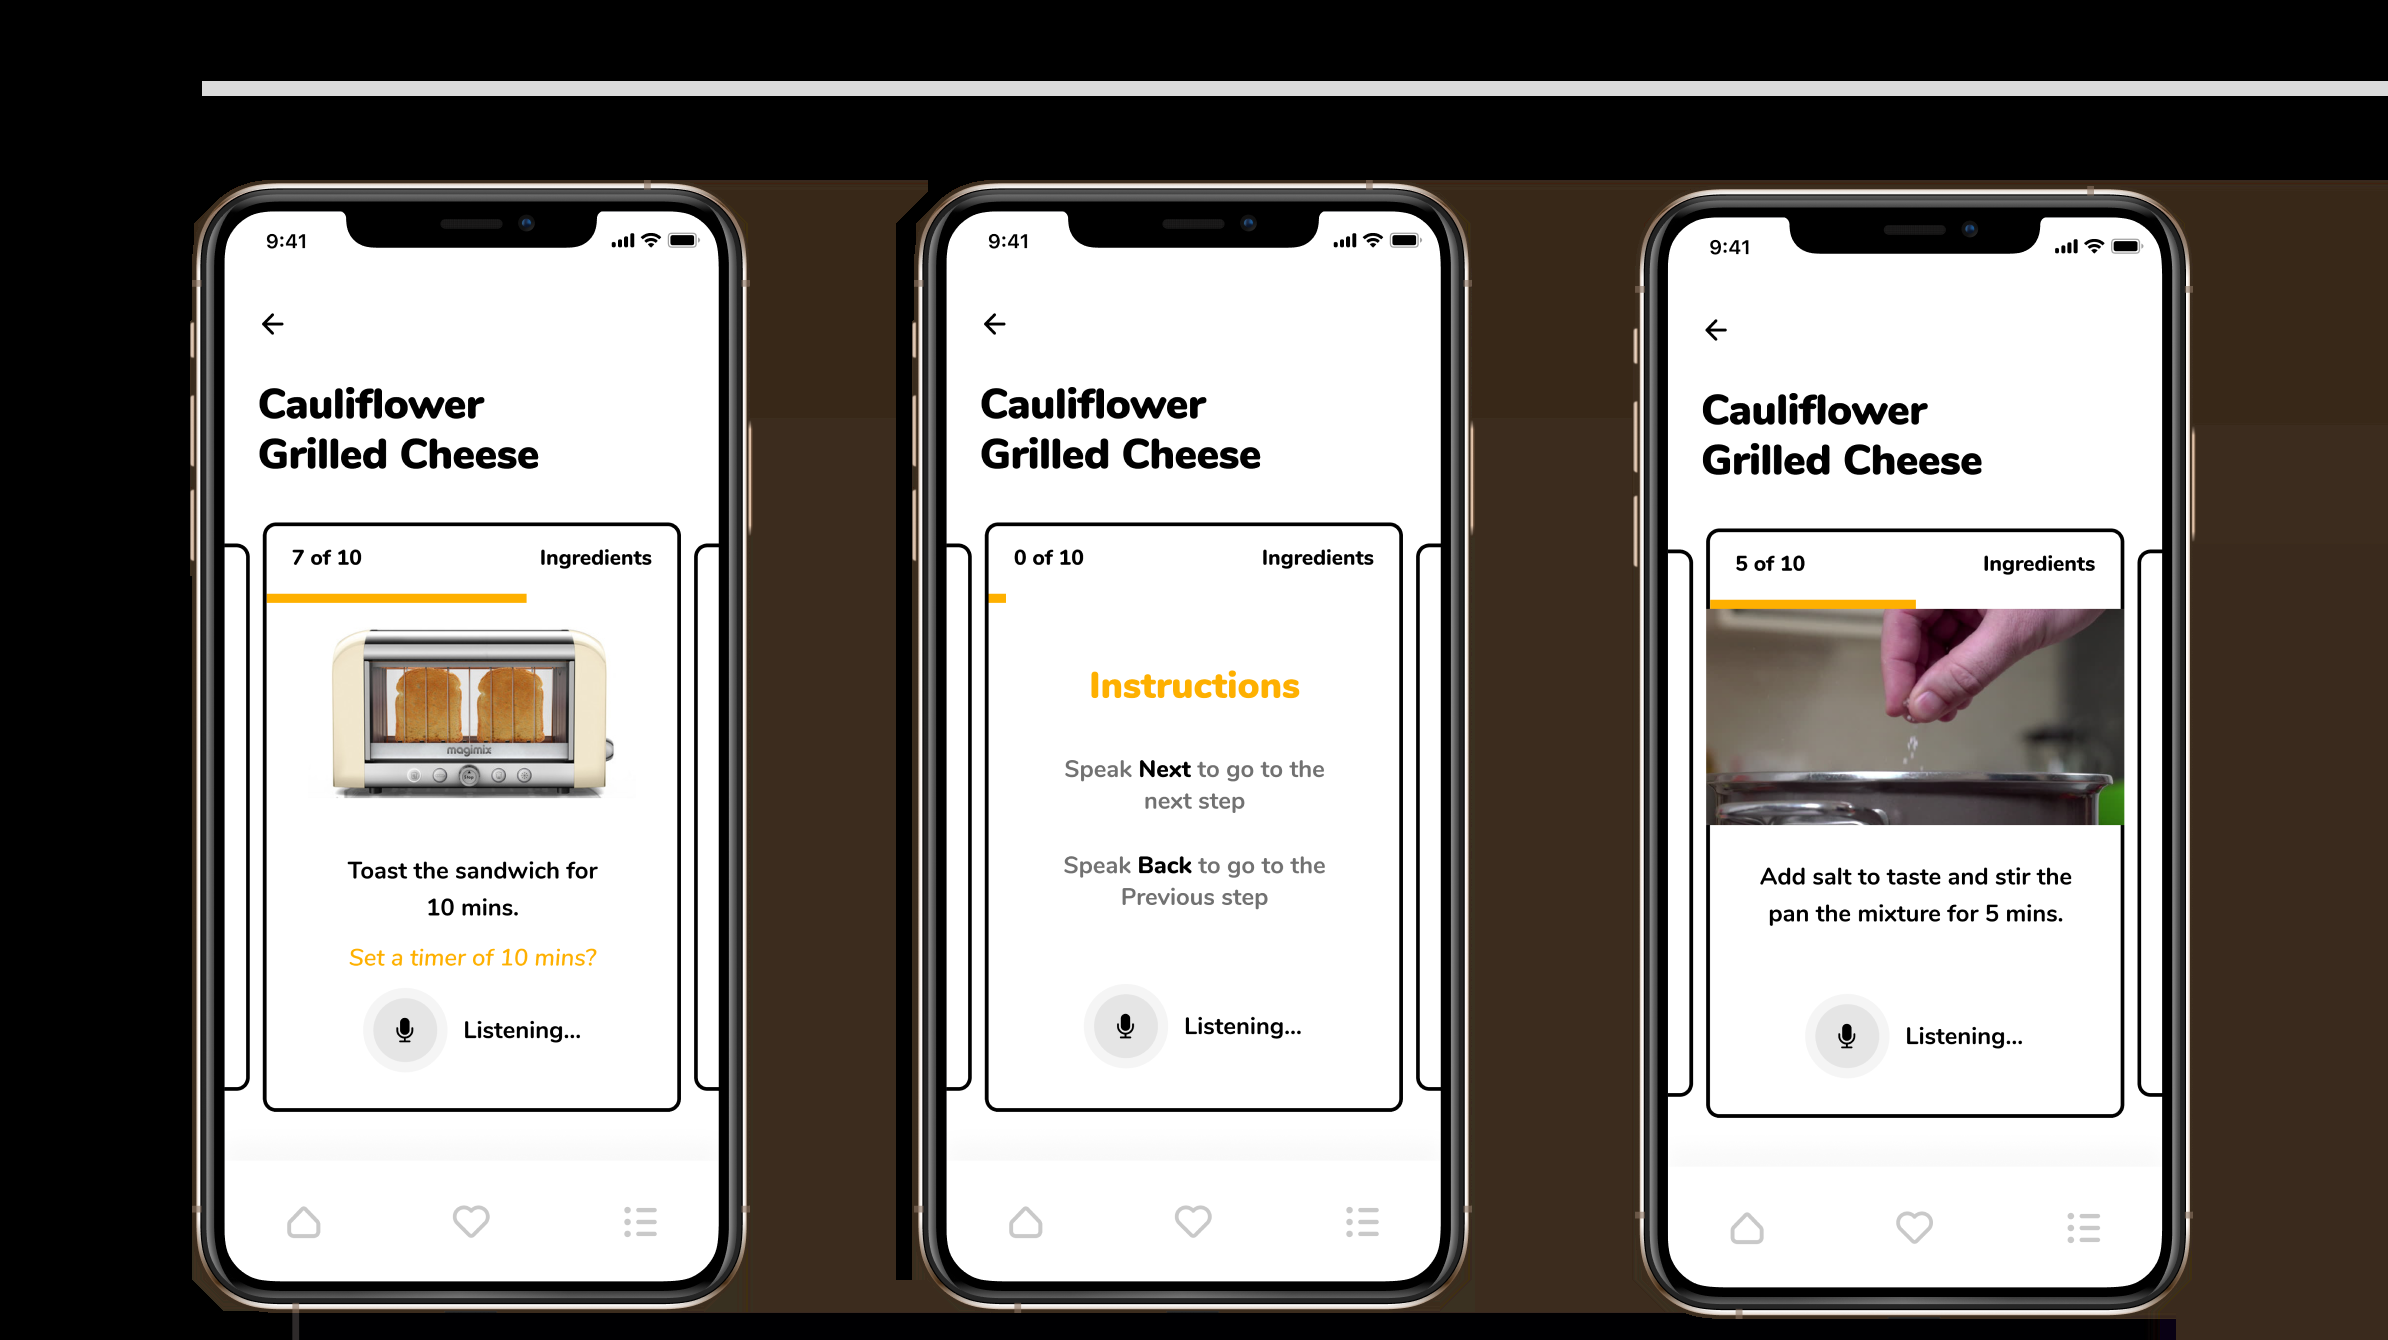 9:41
Cauliflower
Grilled Cheese
7 of 10
Ingredients
magimix
Toast the sandwich for
10 mins.
Set a timer of 10 mins?
Listening...
9:41
Cauliflower
Grilled Cheese
0 of 10
Ingredients
Instructions
Speak Next to go to the
next step
Speak Back to go to the
Previous step
Listening...
9:41
Cauliflower
Grilled Cheese
5 of 10
Ingredients
Add salt to taste and stir the
pan the mixture for 5 mins.
Listening...